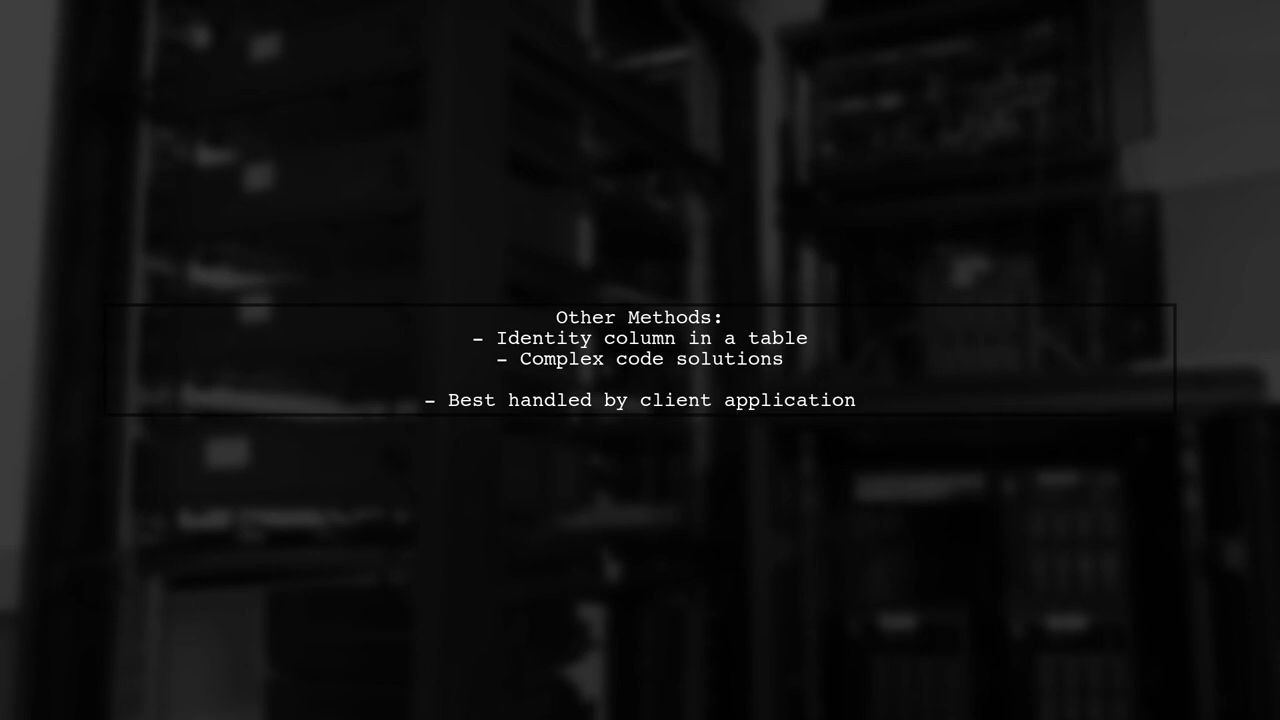 Other Methods:
– Identity column in a table
– Complex code solutions
– Best handled by client application